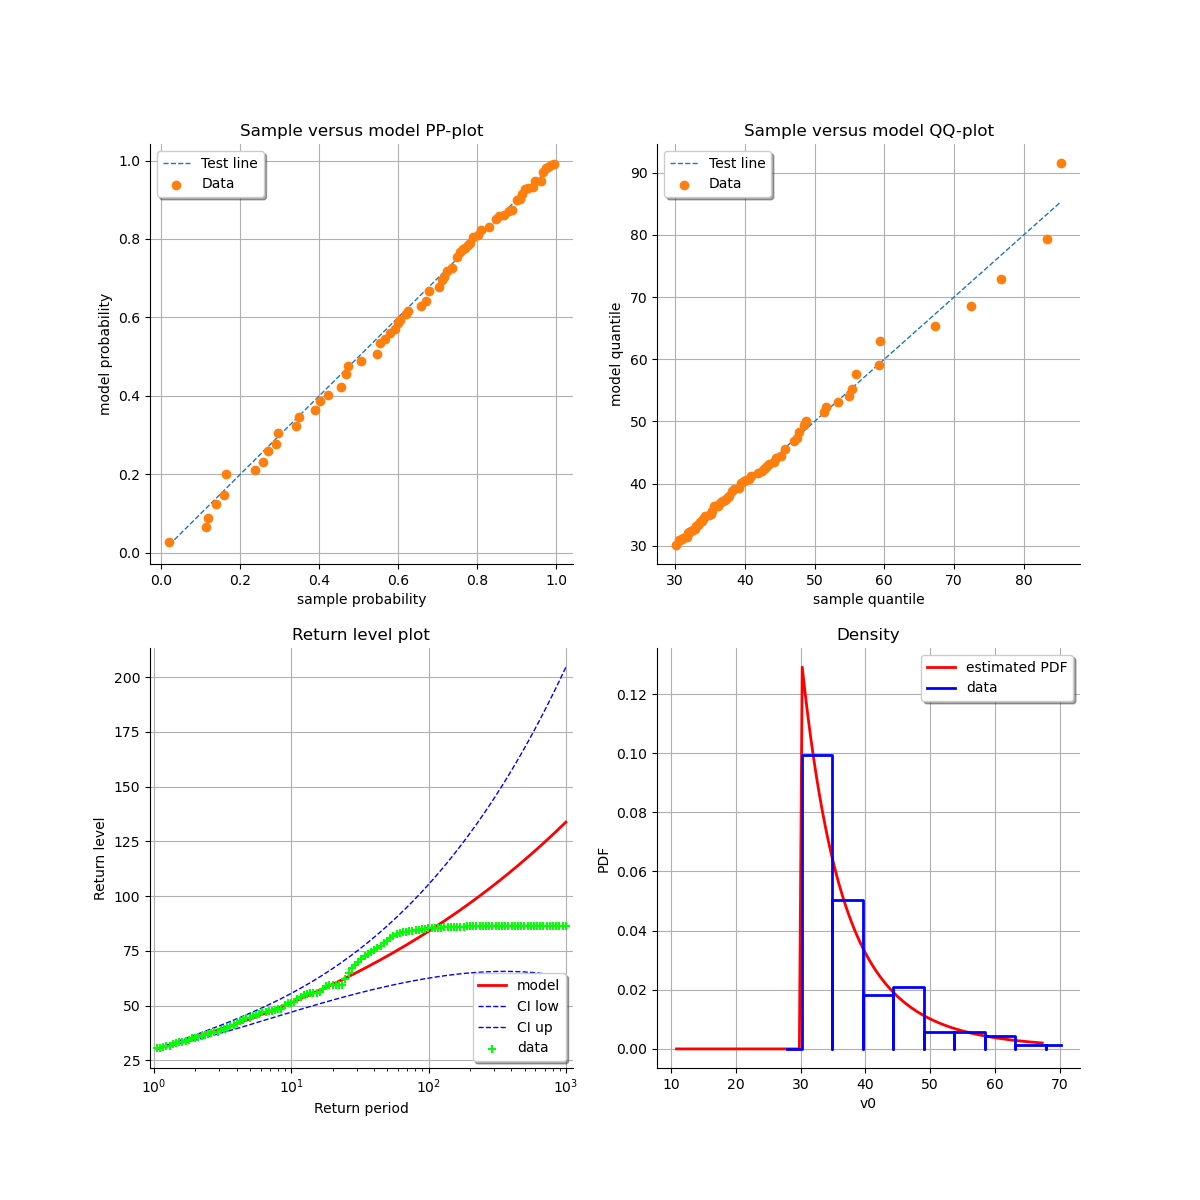 Sample versus model PP-plot
Test line
Data
1.0
0.8
0.6
0.4
0.2
0.0
model probability
0.0 0.2 0.4 0.6 0.8 1.0
sample probability
Sample versus model QQ-plot
Test line
Data
90
80
70
60
50
40
30
model quantile
30 40 50 60 70 80
sample quantile
Return level plot
200
175
150
125
100
75
50
25
Return level
model
CI low
CI up
data
10⁰ 10¹ 10² 10³
Return period
Density
estimated PDF
data
0.12
0.10
0.08
0.06
0.04
0.02
0.00
PDF
10 20 30 40 50 60 70
v0